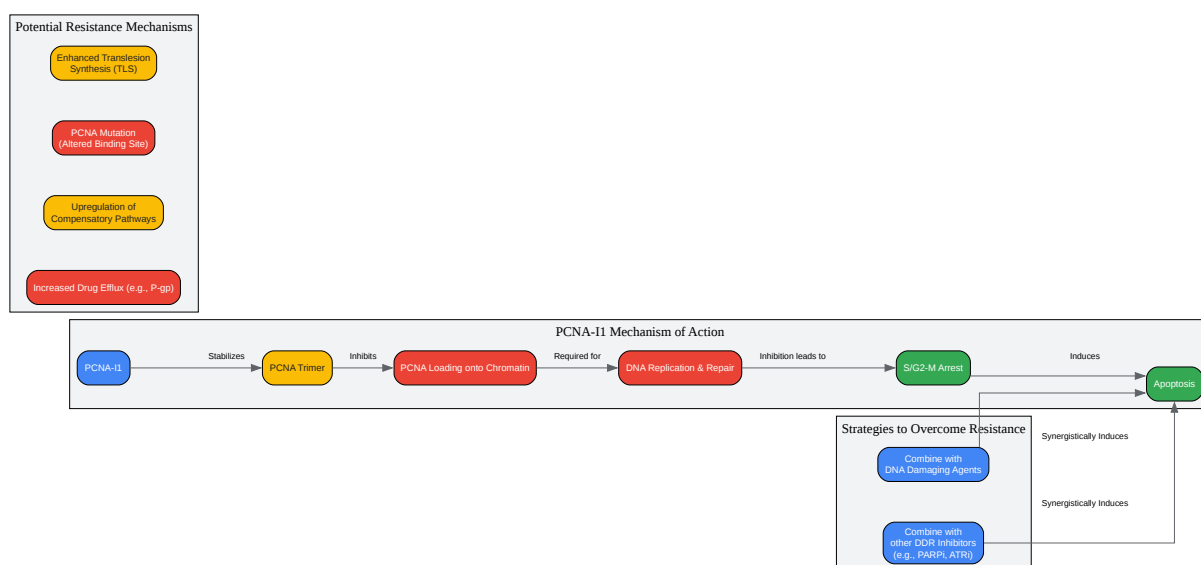 Potential Resistance Mechanisms
Enhanced Translesion
Synthesis (TLS)
PCNA Mutation
(Altered Binding Site)
Upregulation of
Compensatory Pathways
Increased Drug Efflux (e.g., P-gp)
PCNA-I1 Mechanism of Action
PCNA-I1
Stabilizes
PCNA Trimer
Inhibits
PCNA Loading onto Chromatin
Required for
DNA Replication & Repair
Inhibition leads to
S/G2-M Arrest
Induces
Apoptosis
Strategies to Overcome Resistance
Combine with
DNA Damaging Agents
Synergistically Induces
Combine with
other DDR Inhibitors
(e.g., PARPi, ATRi)
Synergistically Induces